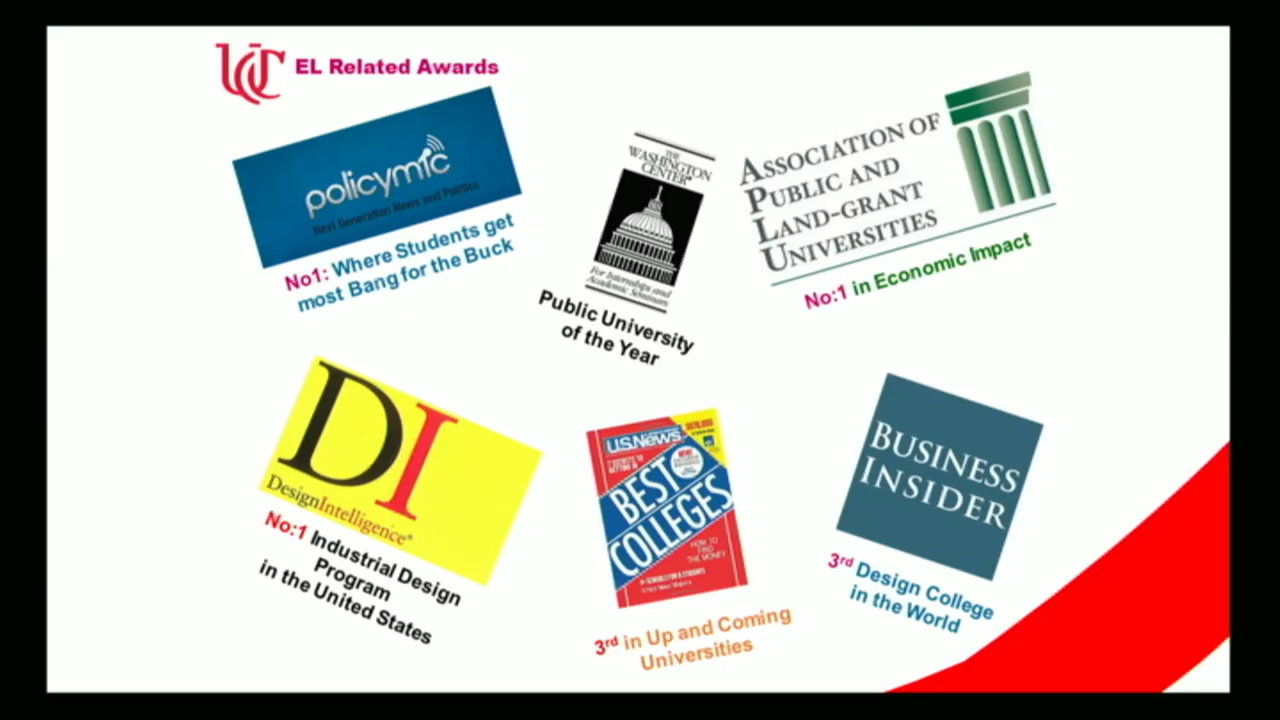 UC
EL Related Awards
policymic
Next Generation News and Politics
No1: Where Students get
most Bang for the Buck
THE
WASHINGTON
CENTER
For Internships and
Academic Seminars
Public University
of the Year
ASSOCIATION OF
PUBLIC AND
LAND-GRANT
UNIVERSITIES
No:1 in Economic Impact
DI
DesignIntelligence®
No:1 Industrial Design
Program
in the United States
U.S.News
BEST
COLLEGES
HOW TO
FIND
THE MONEY
A+ SCHOOLS FOR B STUDENTS
3rd in Up and Coming
Universities
BUSINESS
INSIDER
3rd Design College
in the World